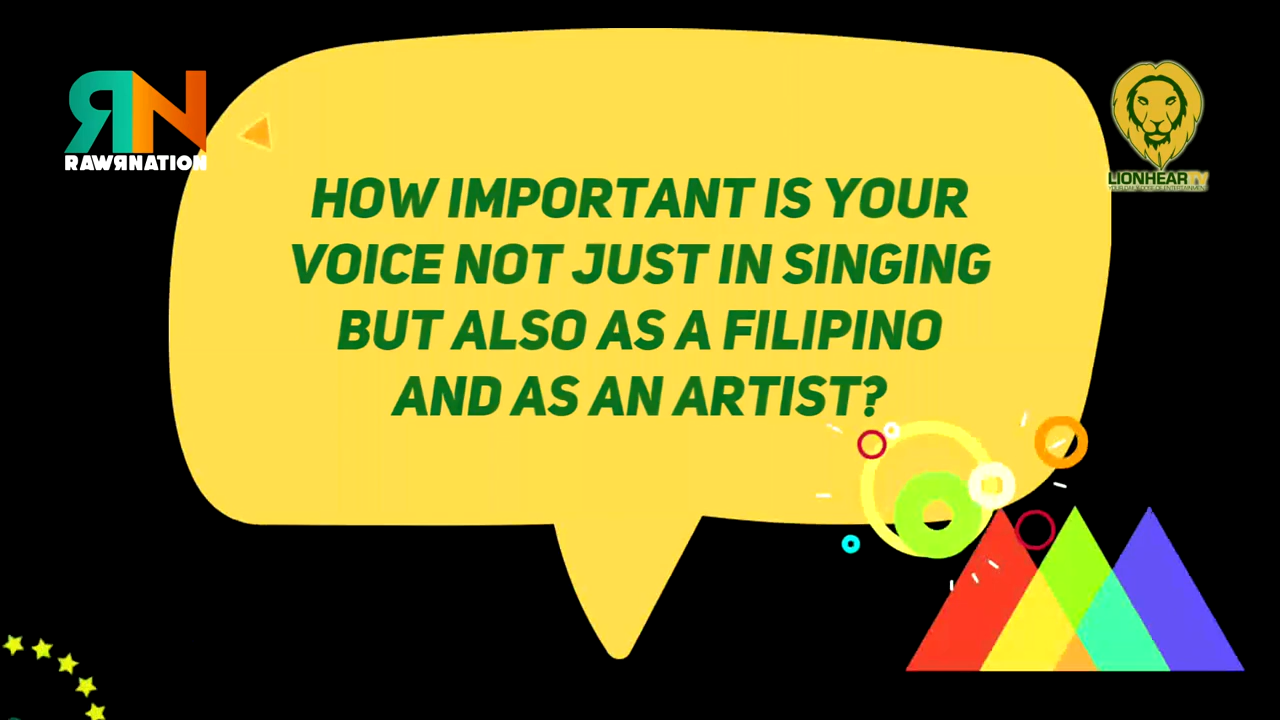 RN
RAWRNATION
LIONHEARTV
HOW IMPORTANT IS YOUR
VOICE NOT JUST IN SINGING
BUT ALSO AS A FILIPINO
AND AS AN ARTIST?